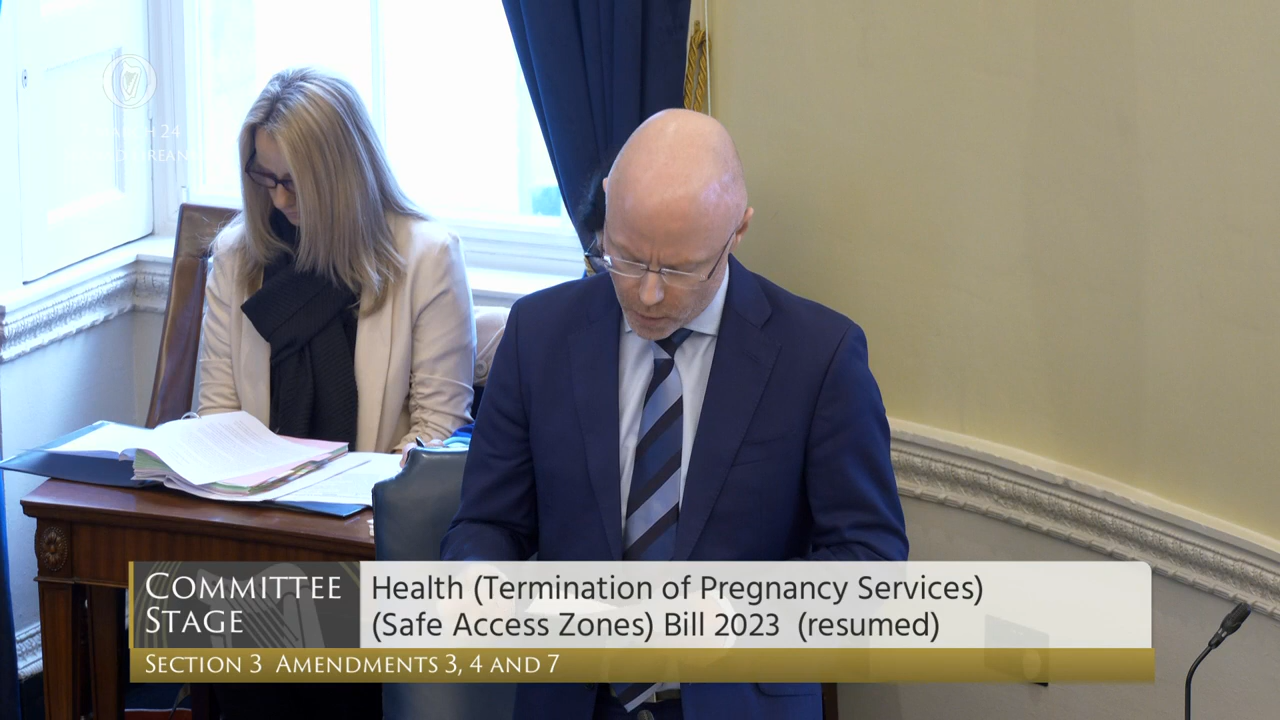 24
Committee
Stage
Health (Termination of Pregnancy Services)
(Safe Access Zones) Bill 2023 (resumed)
Section 3 Amendments 3, 4 and 7